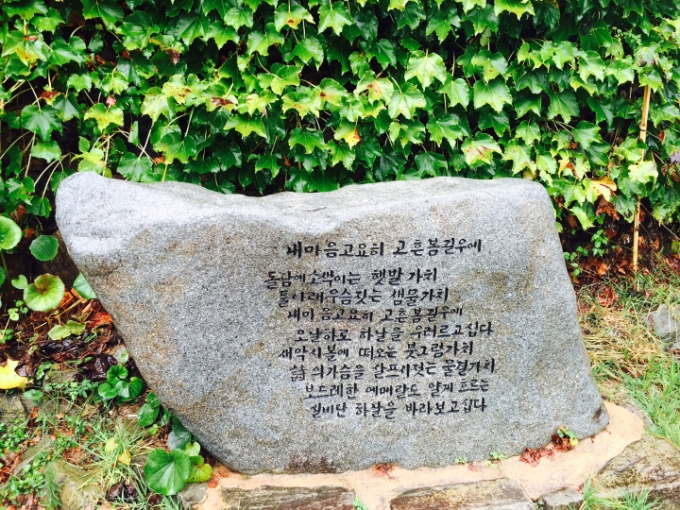 내마음고요히 고흔봄길우에
돌담에소색이는 햇발가치
풀아래우슴짓는 샘물가치
내마음고요히 고흔봄길우에
오날하로 하날을 우러르고십다
새악시볼에 떠오는 붓그럼가치
詩의가슴을 살프시젓는 물결가치
보드레한 에메랄드 얄게흐르는
실비단 하날을 바라보고십다